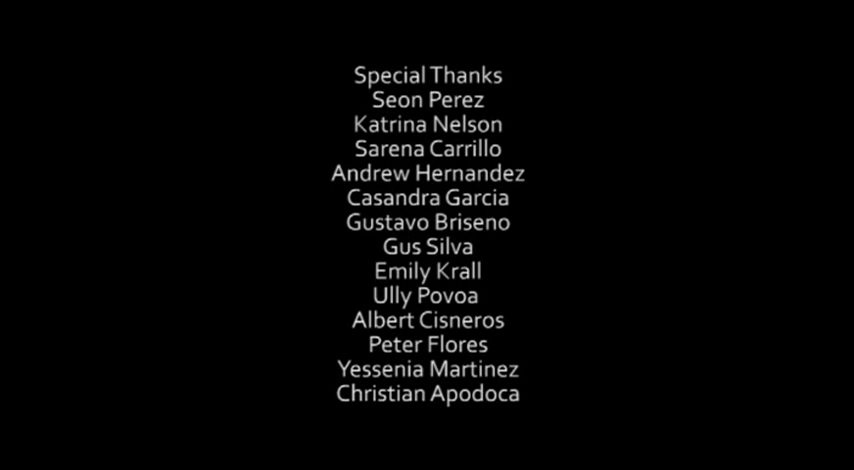 Special Thanks
Seon Perez
Katrina Nelson
Sarena Carrillo
Andrew Hernandez
Casandra Garcia
Gustavo Briseno
Gus Silva
Emily Krall
Ully Povoa
Albert Cisneros
Peter Flores
Yessenia Martinez
Christian Apodoca